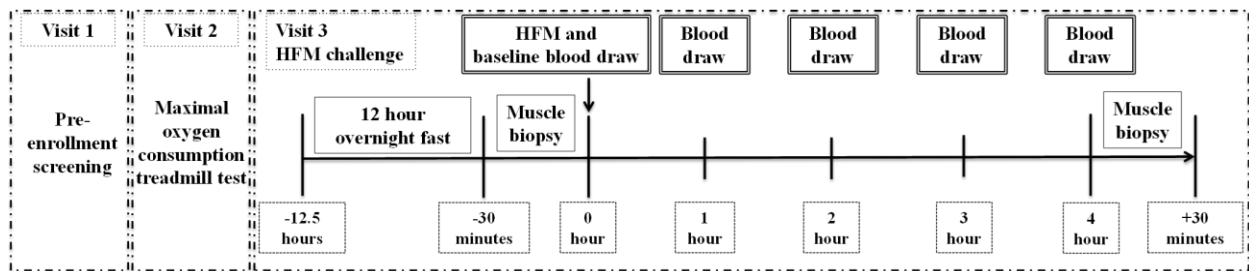 Visit 1
Pre-
enrollment
screening
Visit 2
Maximal
oxygen
consumption
treadmill test
Visit 3
HFM challenge
HFM and
baseline blood draw
Blood
draw
Blood
draw
Blood
draw
Blood
draw
12 hour
overnight fast
Muscle
biopsy
Muscle
biopsy
-12.5
hours
-30
minutes
0
hour
1
hour
2
hour
3
hour
4
hour
+30
minutes